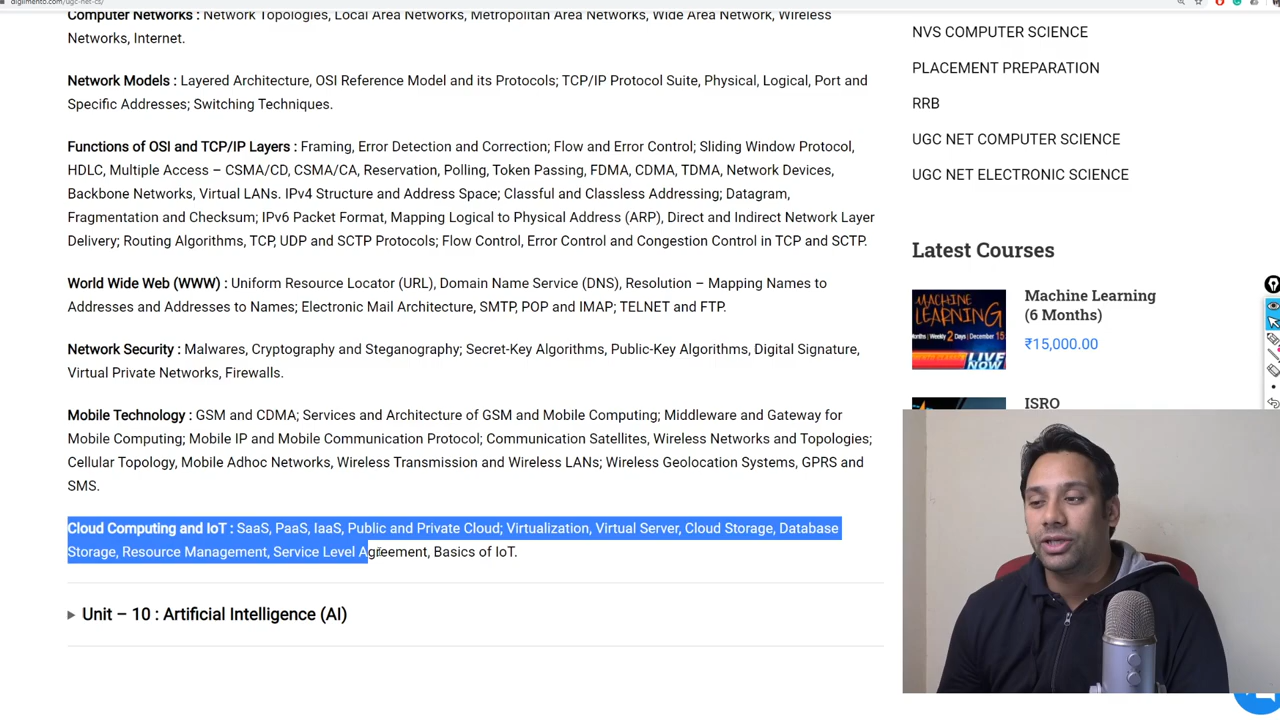 digiimento.com/ugc-net-cs/
Computer Networks : Network Topologies, Local Area Networks, Metropolitan Area Networks, Wide Area Network, Wireless
Networks, Internet.
Network Models : Layered Architecture, OSI Reference Model and its Protocols; TCP/IP Protocol Suite, Physical, Logical, Port and
Specific Addresses; Switching Techniques.
Functions of OSI and TCP/IP Layers : Framing, Error Detection and Correction; Flow and Error Control; Sliding Window Protocol,
HDLC, Multiple Access – CSMA/CD, CSMA/CA, Reservation, Polling, Token Passing, FDMA, CDMA, TDMA, Network Devices,
Backbone Networks, Virtual LANs. IPv4 Structure and Address Space; Classful and Classless Addressing; Datagram,
Fragmentation and Checksum; IPv6 Packet Format, Mapping Logical to Physical Address (ARP), Direct and Indirect Network Layer
Delivery; Routing Algorithms, TCP, UDP and SCTP Protocols; Flow Control, Error Control and Congestion Control in TCP and SCTP.
World Wide Web (WWW) : Uniform Resource Locator (URL), Domain Name Service (DNS), Resolution – Mapping Names to
Addresses and Addresses to Names; Electronic Mail Architecture, SMTP, POP and IMAP; TELNET and FTP.
Network Security : Malwares, Cryptography and Steganography; Secret-Key Algorithms, Public-Key Algorithms, Digital Signature,
Virtual Private Networks, Firewalls.
Mobile Technology : GSM and CDMA; Services and Architecture of GSM and Mobile Computing; Middleware and Gateway for
Mobile Computing; Mobile IP and Mobile Communication Protocol; Communication Satellites, Wireless Networks and Topologies;
Cellular Topology, Mobile Adhoc Networks, Wireless Transmission and Wireless LANs; Wireless Geolocation Systems, GPRS and
SMS.
Cloud Computing and IoT : SaaS, PaaS, IaaS, Public and Private Cloud; Virtualization, Virtual Server, Cloud Storage, Database
Storage, Resource Management, Service Level Agreement, Basics of IoT.
Unit – 10 : Artificial Intelligence (AI)
NVS COMPUTER SCIENCE
PLACEMENT PREPARATION
RRB
UGC NET COMPUTER SCIENCE
UGC NET ELECTRONIC SCIENCE
Latest Courses
MACHINE
LEARNING
Months | Weekly 2 Days | December 15
LIVE
NOW
Machine Learning
(6 Months)
₹15,000.00
ISRO